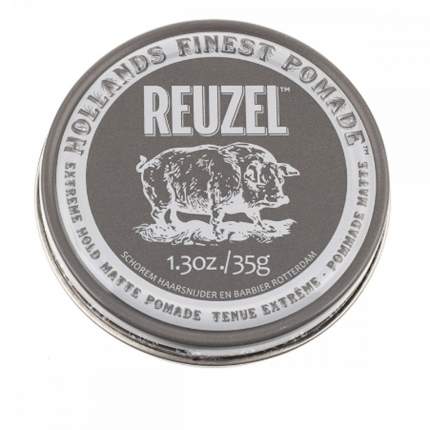 HOLLANDS FINEST POMADE™
REUZEL™
1.3oz./35g
SCHOREM HAARSNIJDER EN BARBIER ROTTERDAM
EXTREME HOLD MATTE POMADE TENUE EXTRÊME - POMMADE MATTE